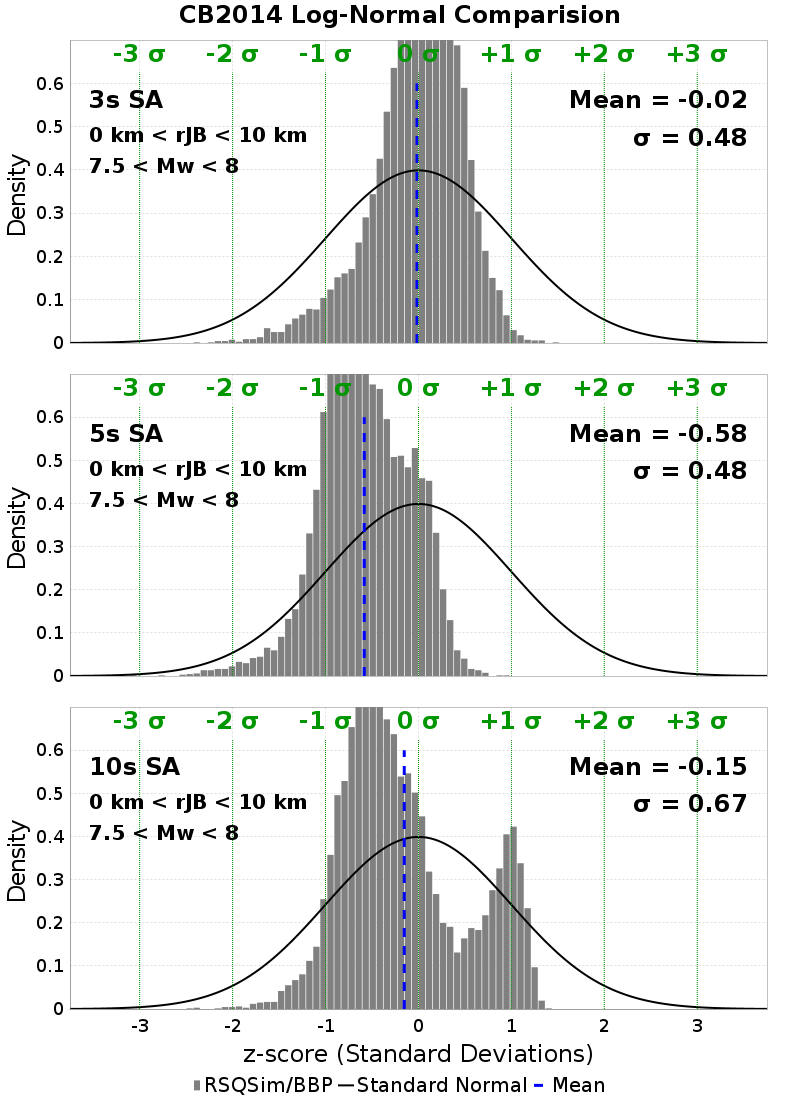 CB2014 Log-Normal Comparision
-3 σ -2 σ -1 σ 0 σ +1 σ +2 σ +3 σ
0.6
3s SA
Mean = -0.02
0.5
0 km < rJB < 10 km
σ = 0.48
7.5 < Mw < 8
0.4
Density
0.3
0.2
0.1
0
-3 σ -2 σ -1 σ 0 σ +1 σ +2 σ +3 σ
0.6
5s SA
Mean = -0.58
0.5
0 km < rJB < 10 km
σ = 0.48
7.5 < Mw < 8
0.4
Density
0.3
0.2
0.1
0
-3 σ -2 σ -1 σ 0 σ +1 σ +2 σ +3 σ
0.6
10s SA
Mean = -0.15
0.5
0 km < rJB < 10 km
σ = 0.67
7.5 < Mw < 8
0.4
Density
0.3
0.2
0.1
0
-3 -2 -1 0 1 2 3
z-score (Standard Deviations)
RSQSim/BBP Standard Normal Mean